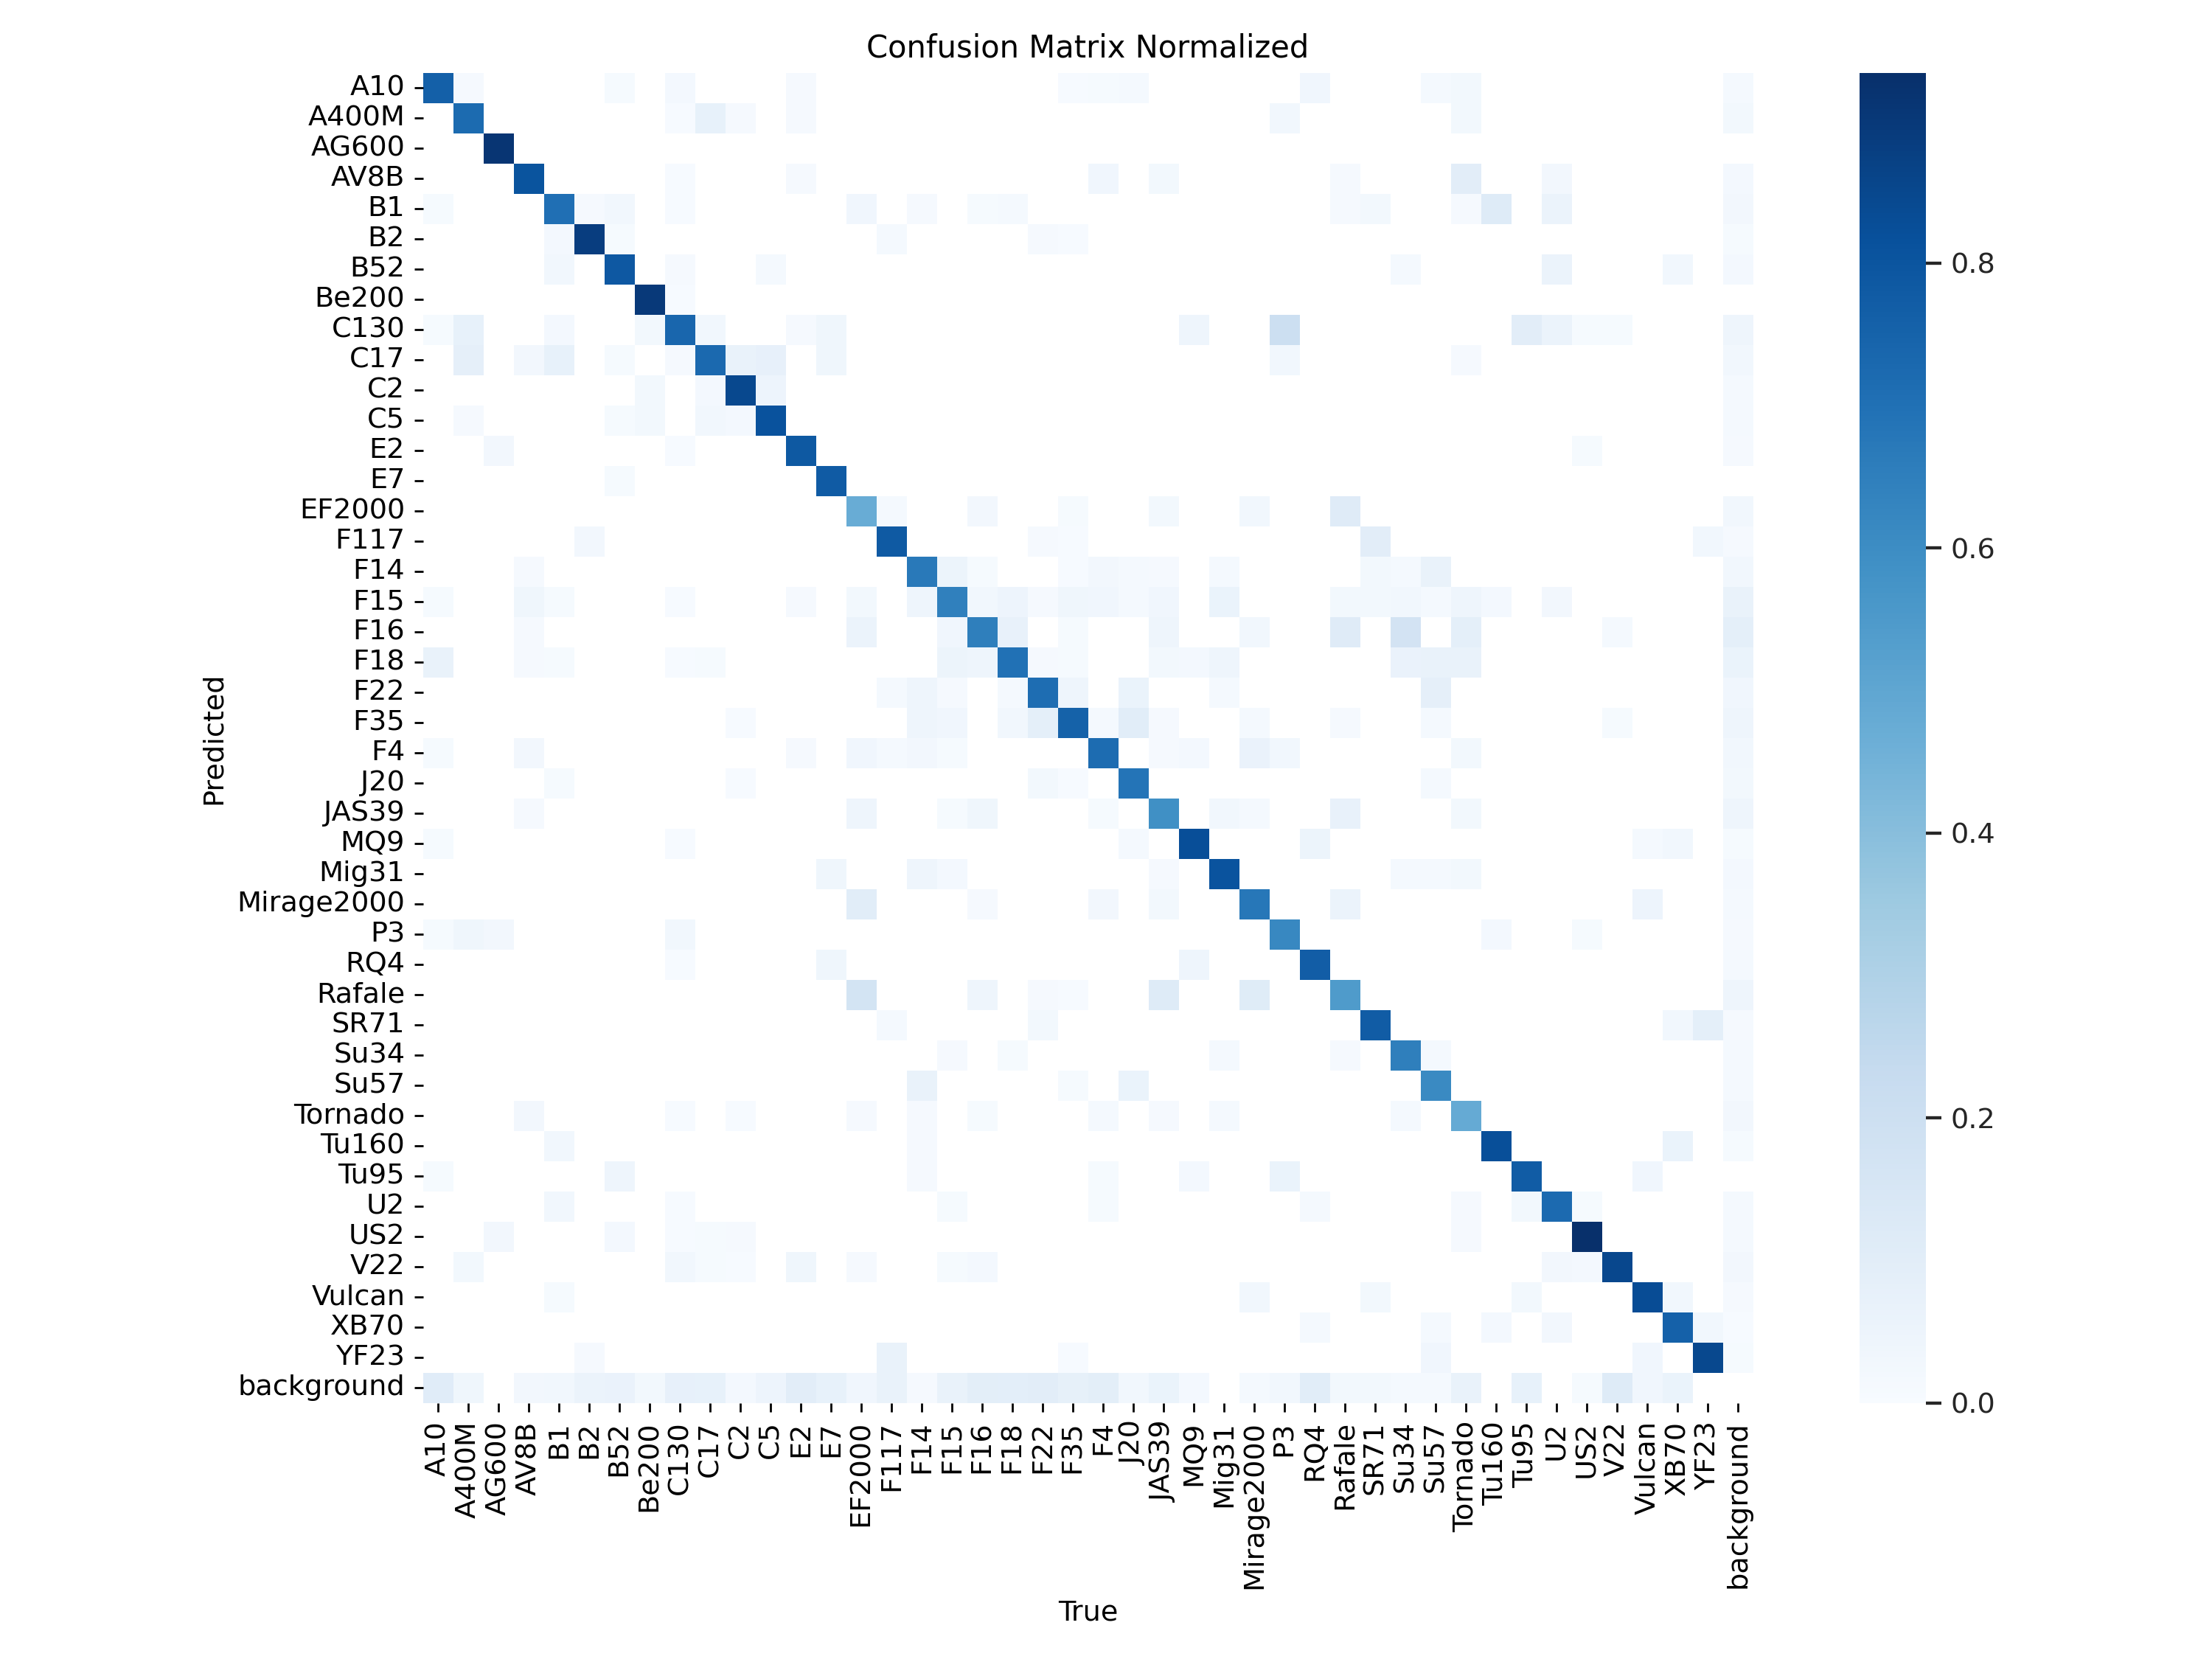 Confusion Matrix Normalized
Predicted
A10
A400M
AG600
AV8B
B1
B2
B52
Be200
C130
C17
C2
C5
E2
E7
EF2000
F117
F14
F15
F16
F18
F22
F35
F4
J20
JAS39
MQ9
Mig31
Mirage2000
P3
RQ4
Rafale
SR71
Su34
Su57
Tornado
Tu160
Tu95
U2
US2
V22
Vulcan
XB70
YF23
background
A10
A400M
AG600
AV8B
B1
B2
B52
Be200
C130
C17
C2
C5
E2
E7
EF2000
F117
F14
F15
F16
F18
F22
F35
F4
J20
JAS39
MQ9
Mig31
Mirage2000
P3
RQ4
Rafale
SR71
Su34
Su57
Tornado
Tu160
Tu95
U2
US2
V22
Vulcan
XB70
YF23
background
True
0.8
0.6
0.4
0.2
0.0